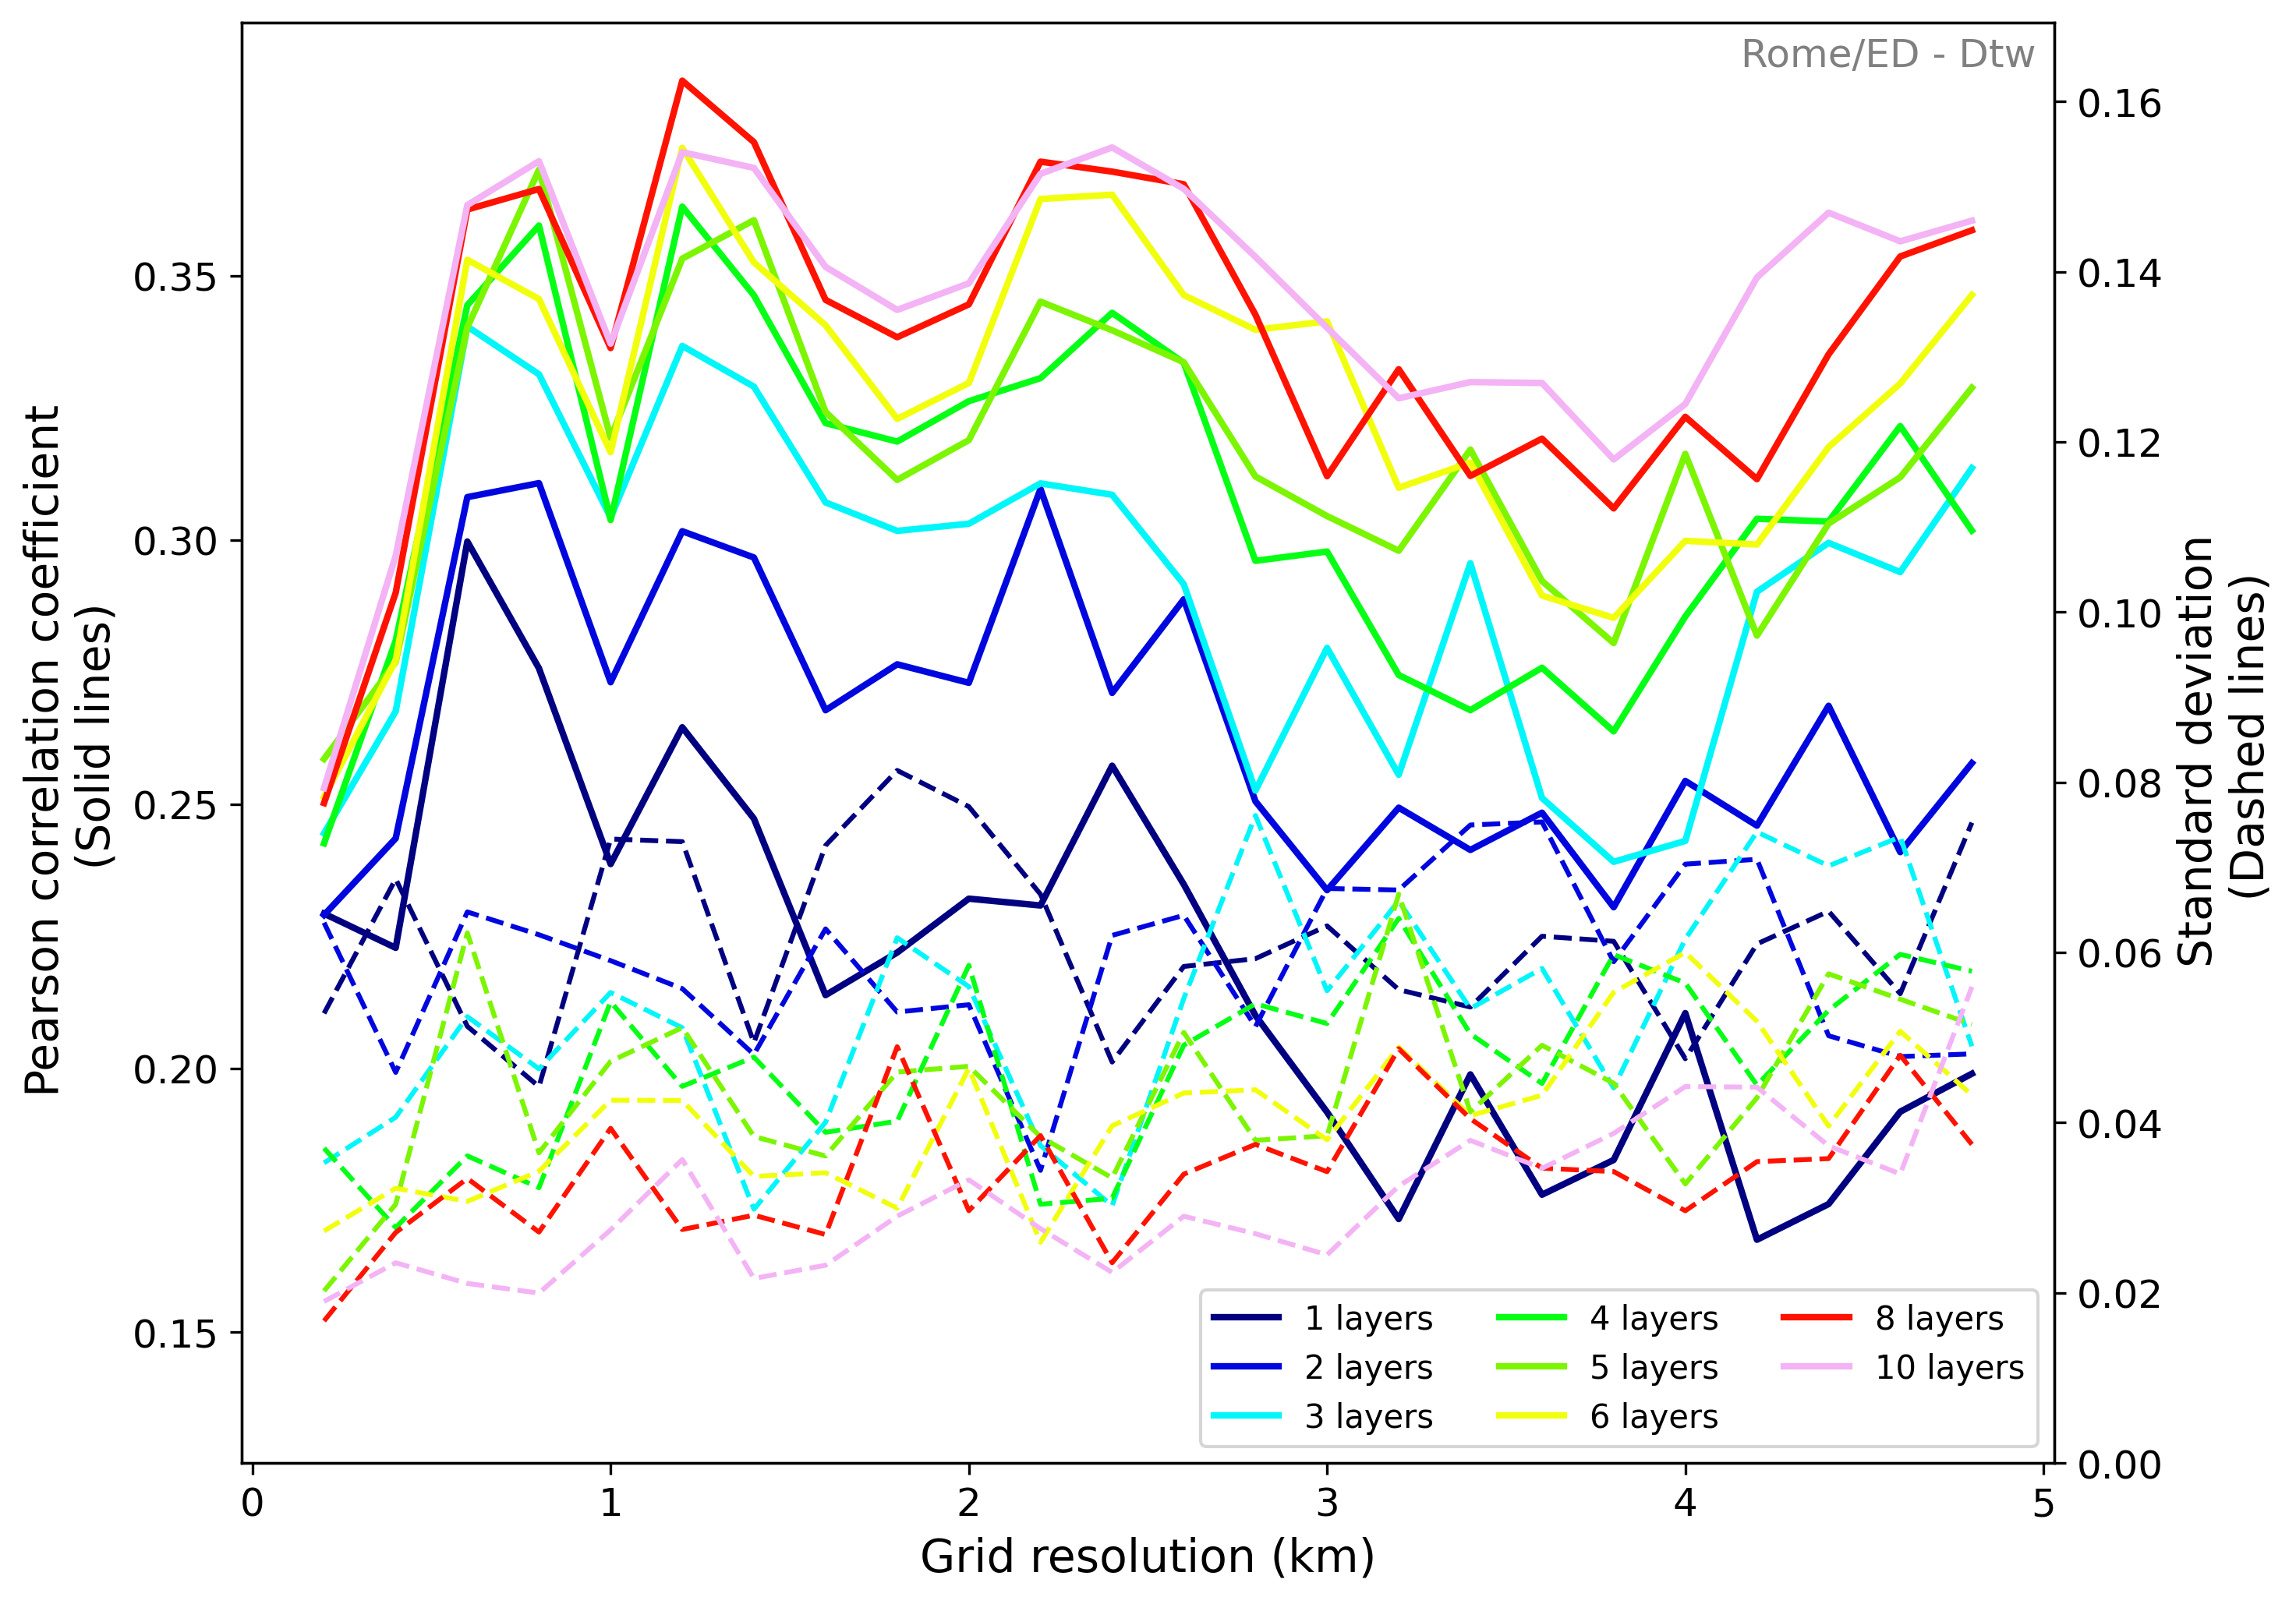 Rome/ED - Dtw
Pearson correlation coefficient
(Solid lines)
0.35
0.30
0.25
0.20
0.15
0.16
0.14
0.12
0.10
0.08
0.06
0.04
0.02
0.00
Standard deviation
(Dashed lines)
1 layers
2 layers
3 layers
4 layers
5 layers
6 layers
8 layers
10 layers
0 1 2 3 4 5
Grid resolution (km)